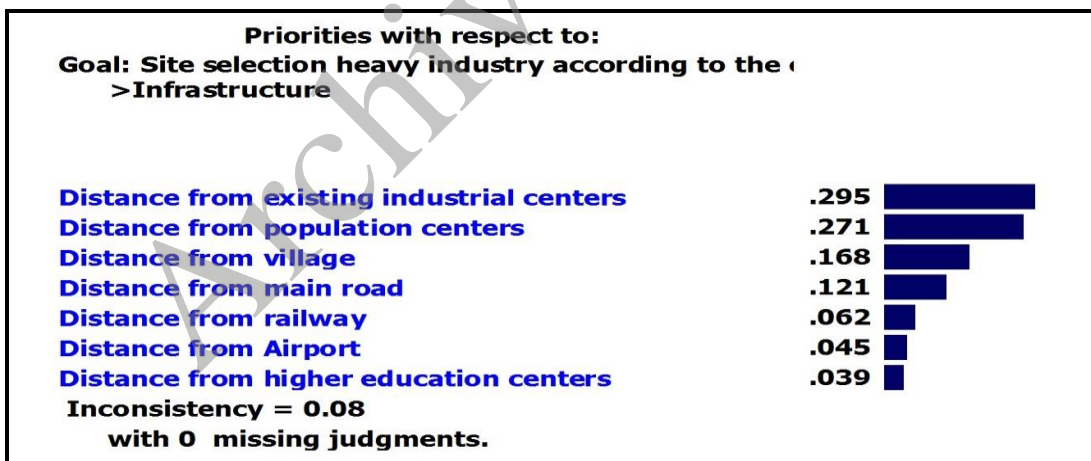 Priorities with respect to:
Goal: Site selection heavy industry according to the
>Infrastructure
Distance from existing industrial centers .295
Distance from population centers .271
Distance from village .168
Distance from main road .121
Distance from railway .062
Distance from Airport .045
Distance from higher education centers .039
Inconsistency = 0.08
with 0 missing judgments.
Archiv